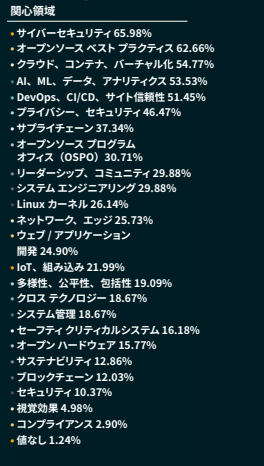 関心領域
• サイバーセキュリティ 65.98%
• オープンソース ベスト プラクティス 62.66%
• クラウド、コンテナ、バーチャル化 54.77%
• AI、ML、データ、アナリティクス 53.53%
• DevOps、CI/CD、サイト信頼性 51.45%
• プライバシー、セキュリティ 46.47%
• サプライチェーン 37.34%
• オープンソース プログラム
オフィス（OSPO）30.71%
• リーダーシップ、コミュニティ 29.88%
• システム エンジニアリング 29.88%
• Linux カーネル 26.14%
• ネットワーク、エッジ 25.73%
• ウェブ / アプリケーション
開発 24.90%
• IoT、組み込み 21.99%
• 多様性、公平性、包括性 19.09%
• クロス テクノロジー 18.67%
• システム管理 18.67%
• セーフティ クリティカルシステム 16.18%
• オープン ハードウェア 15.77%
• サステナビリティ 12.86%
• ブロックチェーン 12.03%
• セキュリティ 10.37%
• 視覚効果 4.98%
• コンプライアンス 2.90%
• 値なし 1.24%